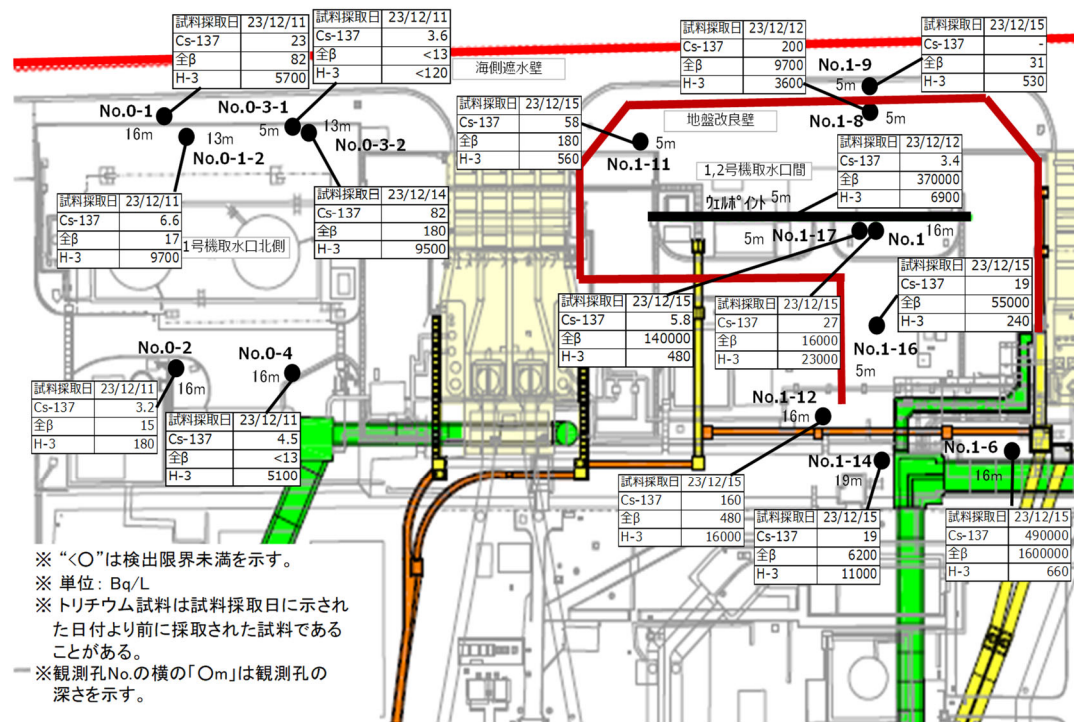 試料採取日 23/12/11
Cs-137 23
全β 82
H-3 5700
試料採取日 23/12/11
Cs-137 3.6
全β <13
H-3 <120
海側遮水壁
試料採取日 23/12/12
Cs-137 200
全β 9700
H-3 3600
試料採取日 23/12/15
Cs-137 -
全β 31
H-3 530
No.1-9
5m
No.0-1
16m
No.0-3-1
5m
13m
No.0-3-2
13m
No.0-1-2
試料採取日 23/12/15
Cs-137 58
全β 180
H-3 560
5m
No.1-11
地盤改良壁
No.1-8
5m
試料採取日 23/12/12
Cs-137 3.4
全β 370000
H-3 6900
1,2号機取水口間
ウェルポイント 5m
試料採取日 23/12/11
Cs-137 6.6
全β 17
H-3 9700
1号機取水口北側
試料採取日 23/12/14
Cs-137 82
全β 180
H-3 9500
5m
No.1-17
No.1
16m
試料採取日 23/12/15
Cs-137 19
全β 55000
H-3 240
試料採取日 23/12/15
Cs-137 5.8
全β 140000
H-3 480
試料採取日 23/12/15
Cs-137 27
全β 16000
H-3 23000
No.1-16
5m
No.0-2
16m
No.0-4
16m
試料採取日 23/12/11
Cs-137 3.2
全β 15
H-3 180
試料採取日 23/12/11
Cs-137 4.5
全β <13
H-3 5100
No.1-12
16m
No.1-14
19m
No.1-6
16m
試料採取日 23/12/15
Cs-137 160
全β 480
H-3 16000
試料採取日 23/12/15
Cs-137 19
全β 6200
H-3 11000
試料採取日 23/12/15
Cs-137 490000
全β 1600000
H-3 660
※ “<○”は検出限界未満を示す。
※ 単位: Bq/L
※ トリチウム試料は試料採取日に示され
た日付より前に採取された試料である
ことがある。
※観測孔No.の横の「○m」は観測孔の
深さを示す。